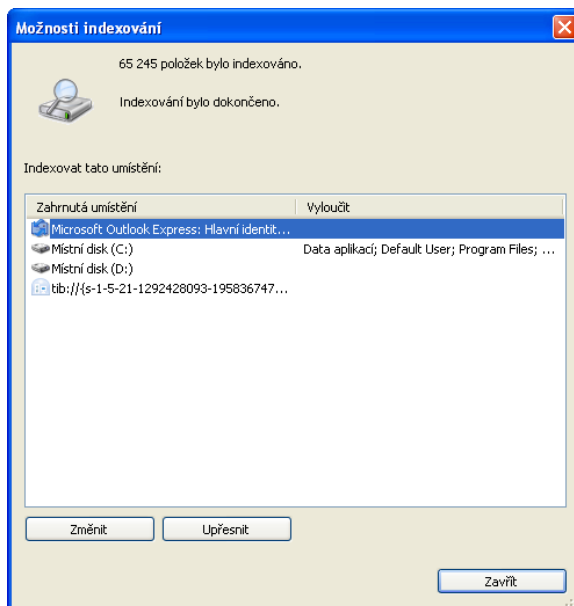 Možnosti indexování
65 245 položek bylo indexováno.
Indexování bylo dokončeno.
Indexovat tato umístění:
Zahrnutá umístění Vyloučit
Microsoft Outlook Express: Hlavní identit...
Místní disk (C:) Data aplikací; Default User; Program Files; ...
Místní disk (D:)
tib://{s-1-5-21-1292428093-195836747...
Změnit Upřesnit
Zavřít